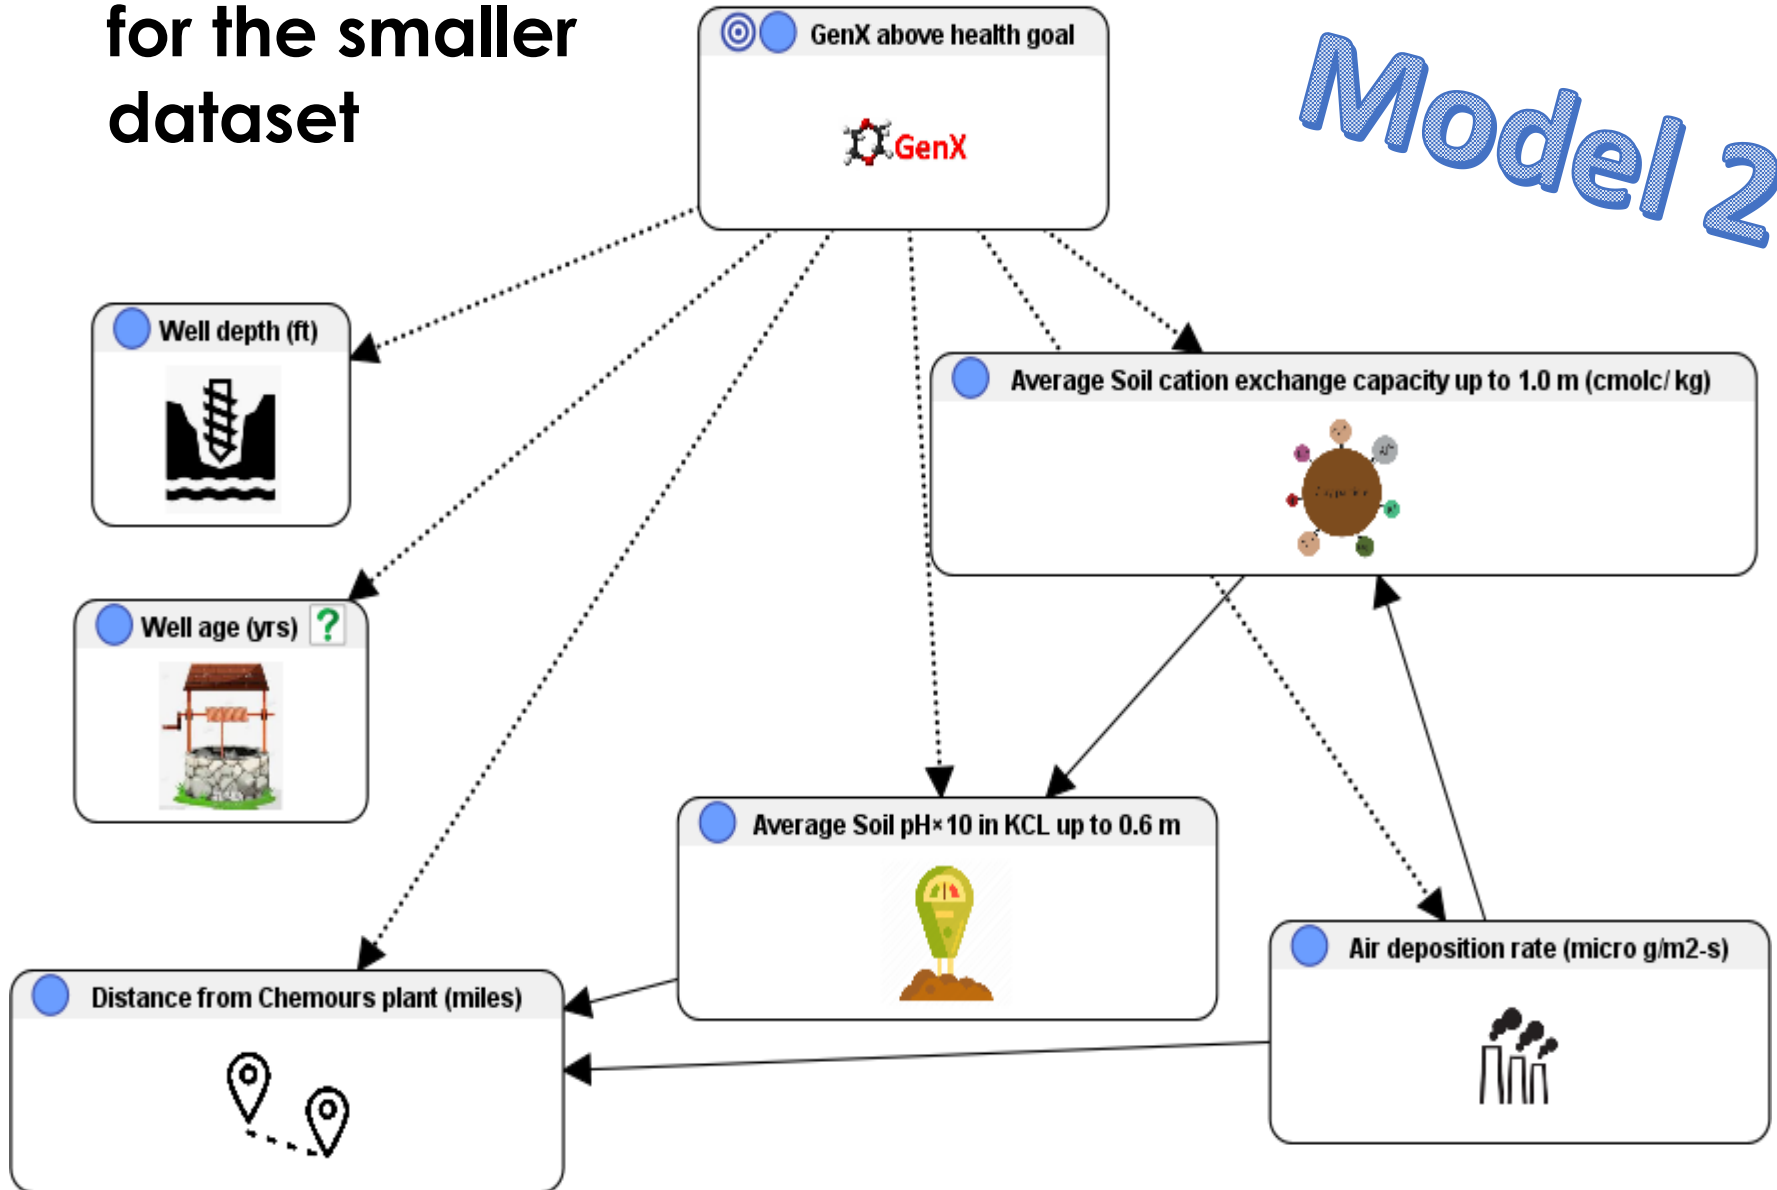 for the smaller
dataset
GenX above health goal
GenX
Model 2
Well depth (ft)
Average Soil cation exchange capacity up to 1.0 m (cmolc/ kg)
Well age (yrs) ?
Average Soil pH×10 in KCL up to 0.6 m
Air deposition rate (micro g/m2-s)
Distance from Chemours plant (miles)